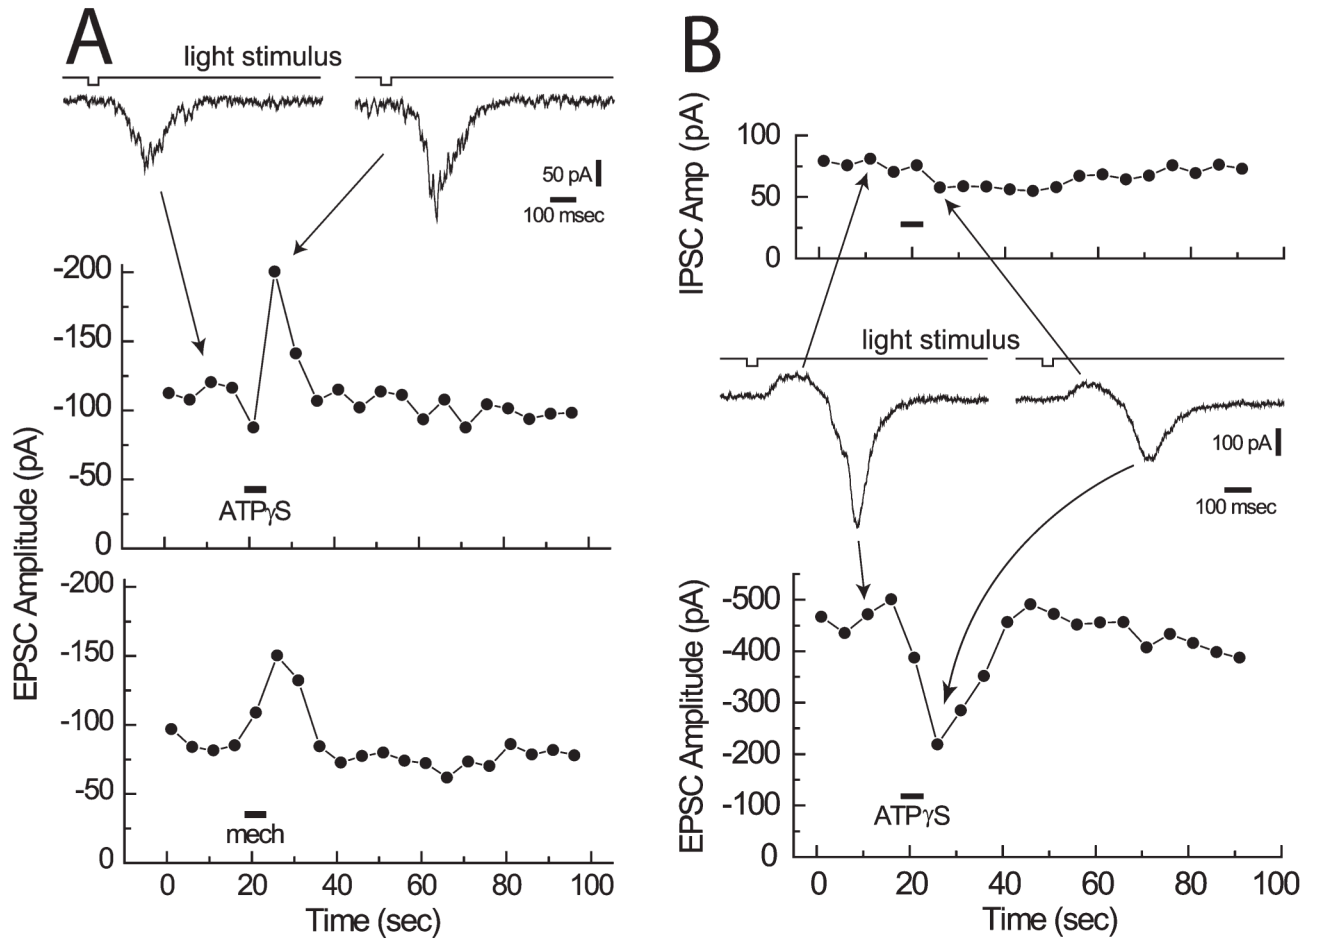 A
light stimulus
50 pA
100 msec
-200
-150
-100
-50
0
ATPγS
EPSC Amplitude (pA)
-200
-150
-100
-50
0
mech
0 20 40 60 80 100
Time (sec)
B
IPSC Amp (pA)
100
50
0
light stimulus
100 pA
100 msec
EPSC Amplitude (pA)
-500
-400
-300
-200
-100
0
ATPγS
0 20 40 60 80 100
Time (sec)